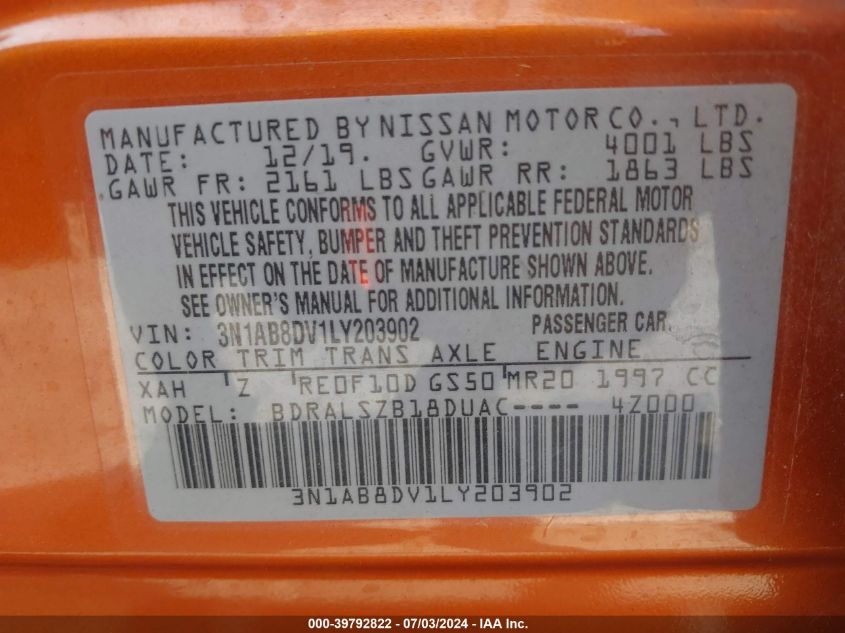 MANUFACTURED BY NISSAN MOTOR CO., LTD.
DATE: 12/19. GVWR: 4001 LBS
GAWR FR: 2161 LBS GAWR RR: 1863 LBS
THIS VEHICLE CONFORMS TO ALL APPLICABLE FEDERAL MOTOR
VEHICLE SAFETY, BUMPER AND THEFT PREVENTION STANDARDS
IN EFFECT ON THE DATE OF MANUFACTURE SHOWN ABOVE.
SEE OWNER'S MANUAL FOR ADDITIONAL INFORMATION.
VIN: 3N1AB8DV1LY203902 PASSENGER CAR.
COLOR TRIM TRANS AXLE ENGINE
XAH Z RE0F10D GS50 MR20 1997 CC
MODEL: BDRALSZB18DUAC---- 4Z000
3N1AB8DV1LY203902
000-39792822 - 07/03/2024 - IAA Inc.